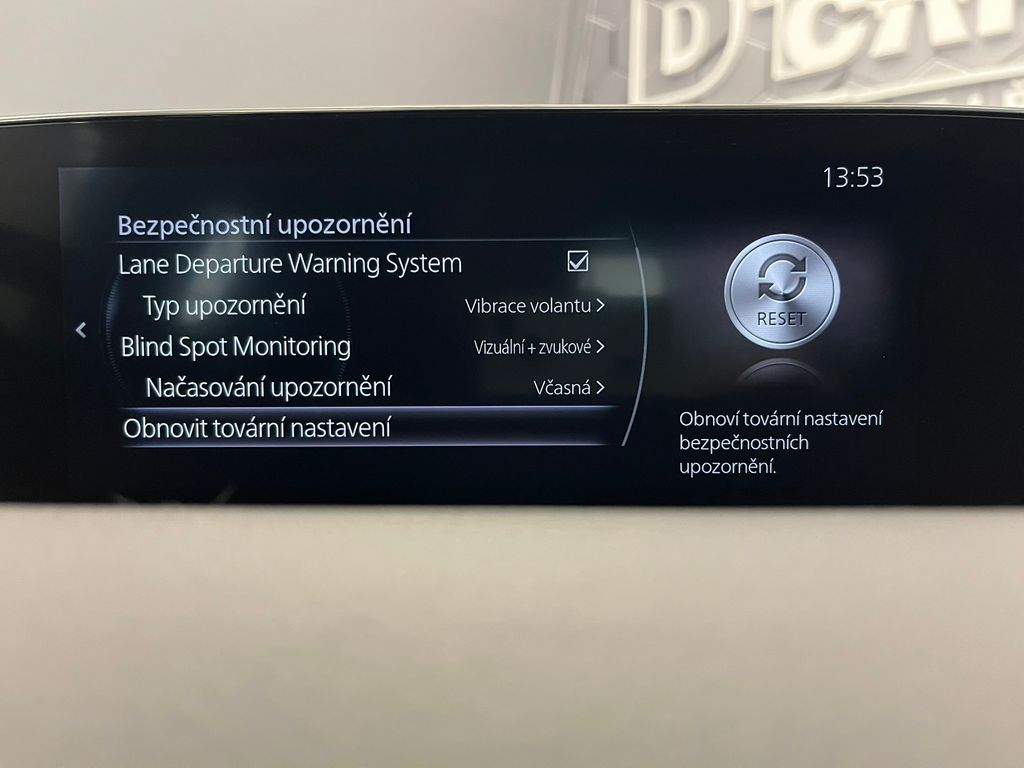 D'CAR
13:53
Bezpečnostní upozornění
Lane Departure Warning System
Typ upozornění Vibrace volantu
Blind Spot Monitoring Vizuální + zvukové
Načasování upozornění Včasná
Obnovit tovární nastavení
RESET
Obnoví tovární nastavení
bezpečnostních
upozornění.